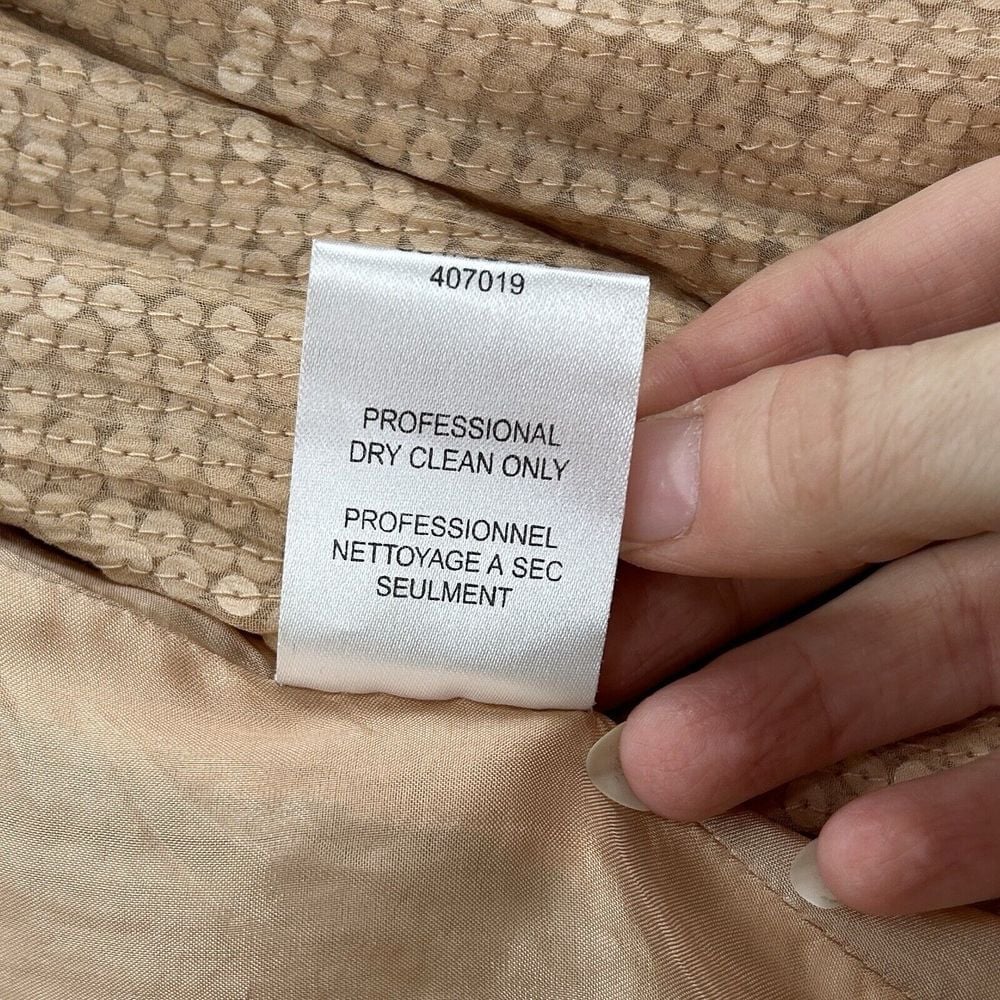 407019
PROFESSIONAL
DRY CLEAN ONLY
PROFESSIONNEL
NETTOYAGE A SEC
SEULMENT